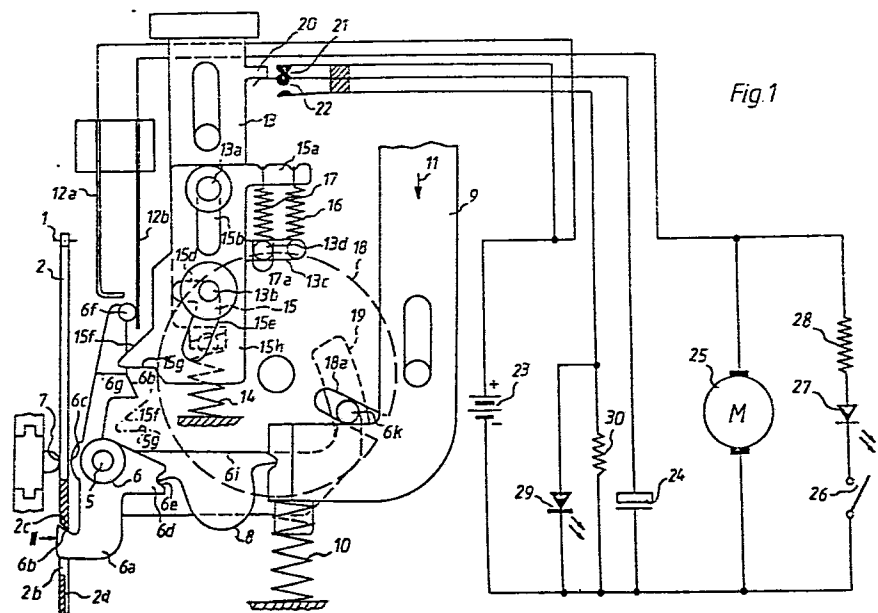 20 21
22
Fig.1
13
13a 15a
12a 17
11
9
16
12b
1
15b 13d
2
18
15d 17a 13c
13b
6f
15
19
15f 15e
28
15g 15h 18a
23 + -
6g 6b
25 M
27
14
30
7 6c
15f
6k
15g
6i
24
26
5 6
29
6e
2c 6d
II
8
6b
10
6a
2b 2d